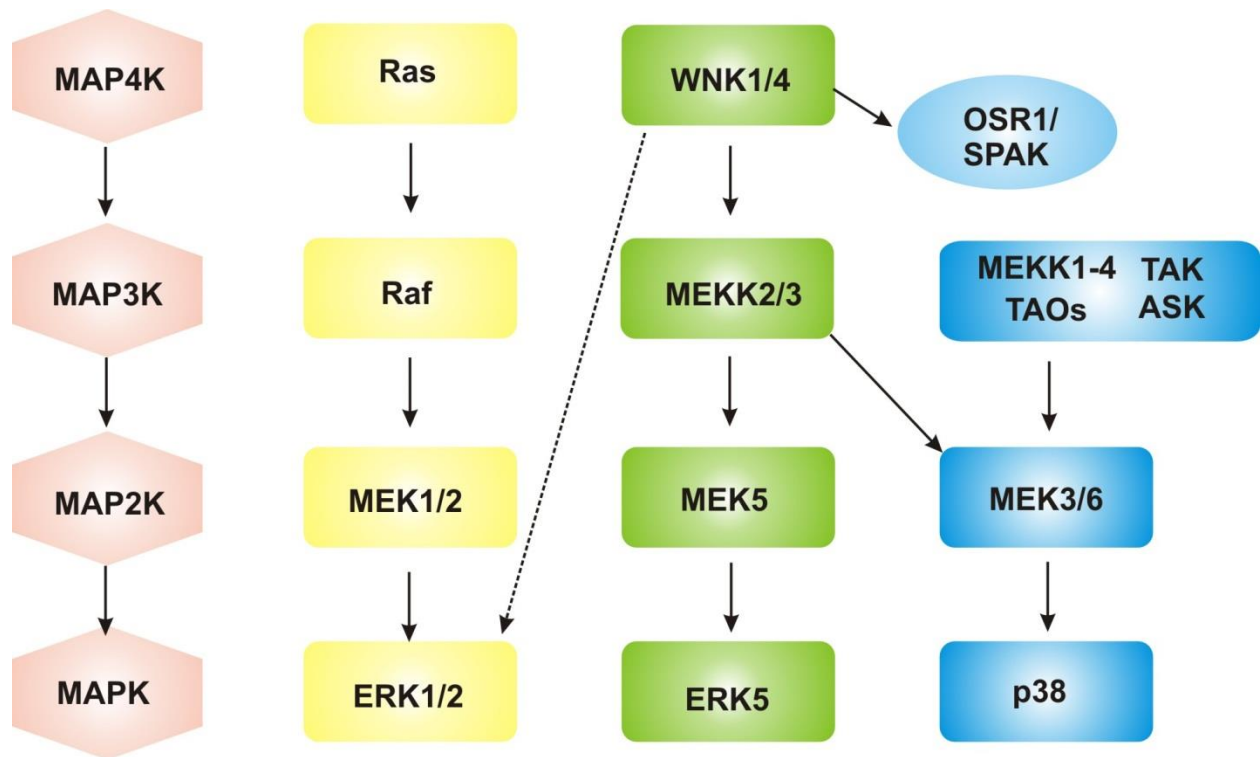 MAP4K
Ras
WNK1/4
OSR1/
SPAK
MAP3K
Raf
MEKK2/3
MEKK1-4 TAK
TAOs ASK
MAP2K
MEK1/2
MEK5
MEK3/6
MAPK
ERK1/2
ERK5
p38